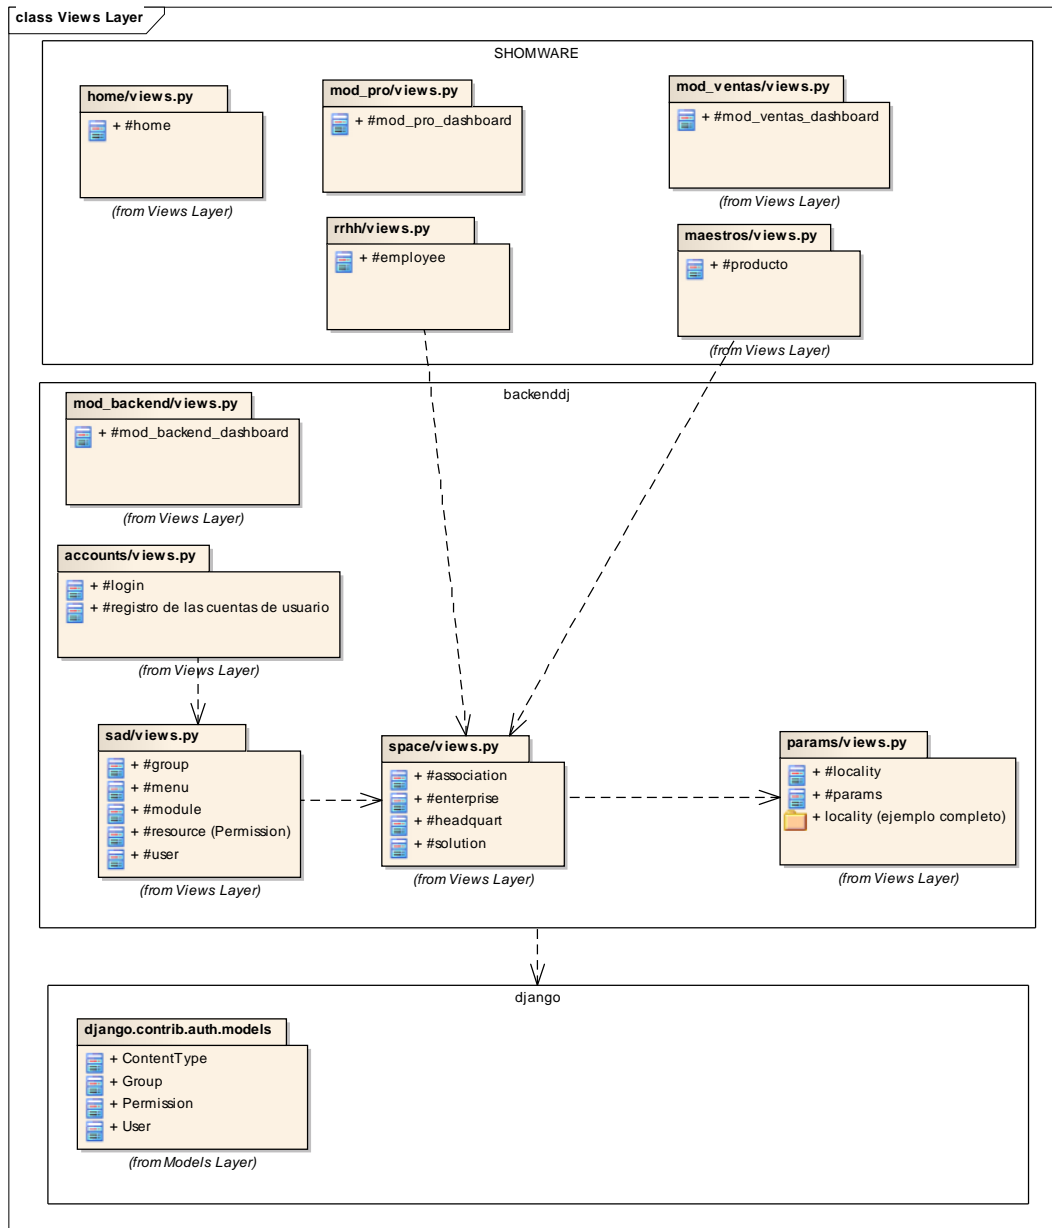 class Views Layer
SHOMWARE
home/views.py
+ #home
(from Views Layer)
mod_pro/views.py
+ #mod_pro_dashboard
mod_ventas/views.py
+ #mod_ventas_dashboard
(from Views Layer)
rrhh/views.py
+ #employee
maestros/views.py
+ #producto
(from Views Layer)
backenddj
mod_backend/views.py
+ #mod_backend_dashboard
(from Views Layer)
accounts/views.py
+ #login
+ #registro de las cuentas de usuario
(from Views Layer)
sad/views.py
+ #group
+ #menu
+ #module
+ #resource (Permission)
+ #user
(from Views Layer)
space/views.py
+ #association
+ #enterprise
+ #headquart
+ #solution
(from Views Layer)
params/views.py
+ #locality
+ #params
+ locality (ejemplo completo)
(from Views Layer)
django
django.contrib.auth.models
+ ContentType
+ Group
+ Permission
+ User
(from Models Layer)